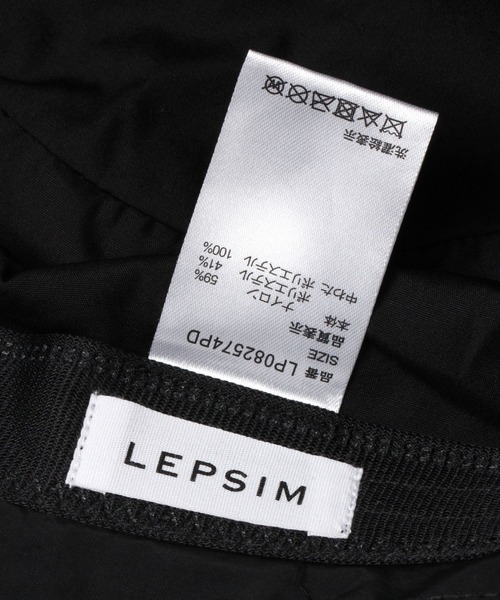 品番 LP082574PD
SIZE
品質表示
本体
ナイロン 59%
ポリエステル 41%
中わた ポリエステル 100%
洗濯絵表示
LEPSIM